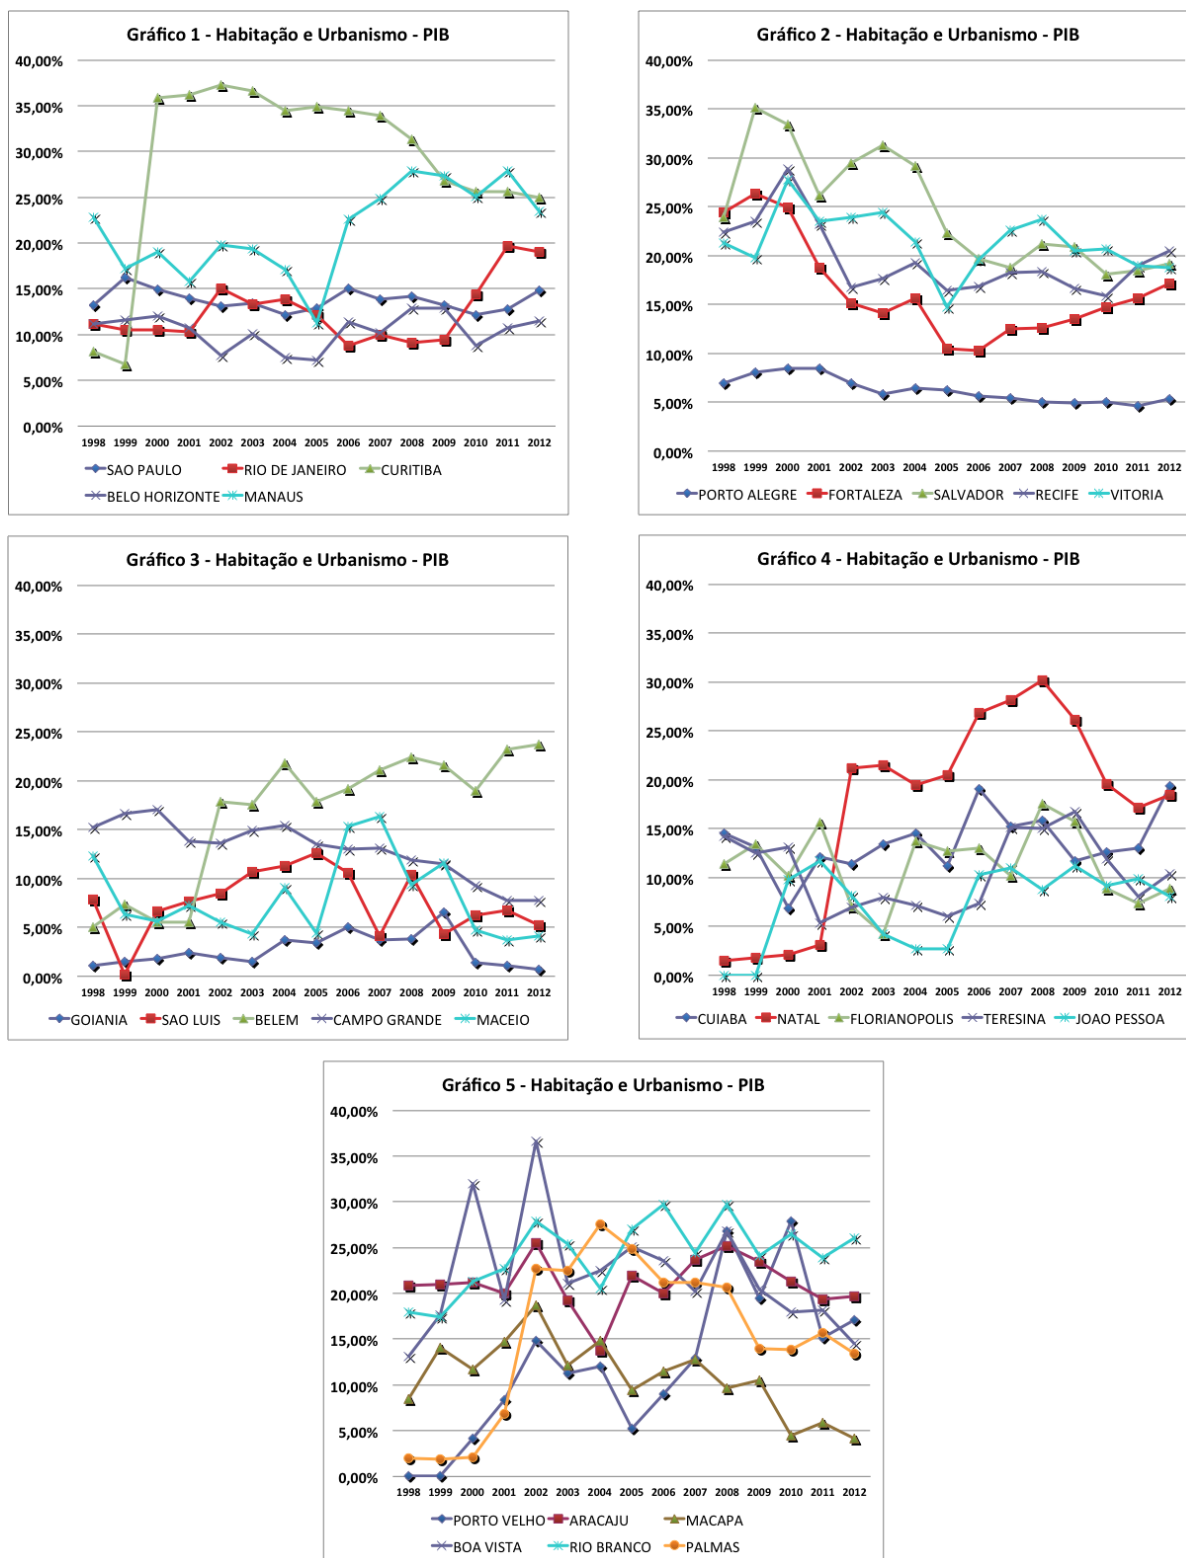 Gráfico 1 - Habitação e Urbanismo - PIB
40,00%
35,00%
30,00%
25,00%
20,00%
15,00%
10,00%
5,00%
0,00%
1998 1999 2000 2001 2002 2003 2004 2005 2006 2007 2008 2009 2010 2011 2012
SAO PAULO RIO DE JANEIRO CURITIBA
BELO HORIZONTE MANAUS
Gráfico 2 - Habitação e Urbanismo - PIB
40,00%
35,00%
30,00%
25,00%
20,00%
15,00%
10,00%
5,00%
0,00%
1998 1999 2000 2001 2002 2003 2004 2005 2006 2007 2008 2009 2010 2011 2012
PORTO ALEGRE FORTALEZA SALVADOR RECIFE VITORIA
Gráfico 3 - Habitação e Urbanismo - PIB
40,00%
35,00%
30,00%
25,00%
20,00%
15,00%
10,00%
5,00%
0,00%
1998 1999 2000 2001 2002 2003 2004 2005 2006 2007 2008 2009 2010 2011 2012
GOIANIA SAO LUIS BELEM CAMPO GRANDE MACEIO
Gráfico 4 - Habitação e Urbanismo - PIB
40,00%
35,00%
30,00%
25,00%
20,00%
15,00%
10,00%
5,00%
0,00%
1998 1999 2000 2001 2002 2003 2004 2005 2006 2007 2008 2009 2010 2011 2012
CUIABA NATAL FLORIANOPOLIS TERESINA JOAO PESSOA
Gráfico 5 - Habitação e Urbanismo - PIB
40,00%
35,00%
30,00%
25,00%
20,00%
15,00%
10,00%
5,00%
0,00%
1998 1999 2000 2001 2002 2003 2004 2005 2006 2007 2008 2009 2010 2011 2012
PORTO VELHO ARACAJU MACAPA
BOA VISTA RIO BRANCO PALMAS